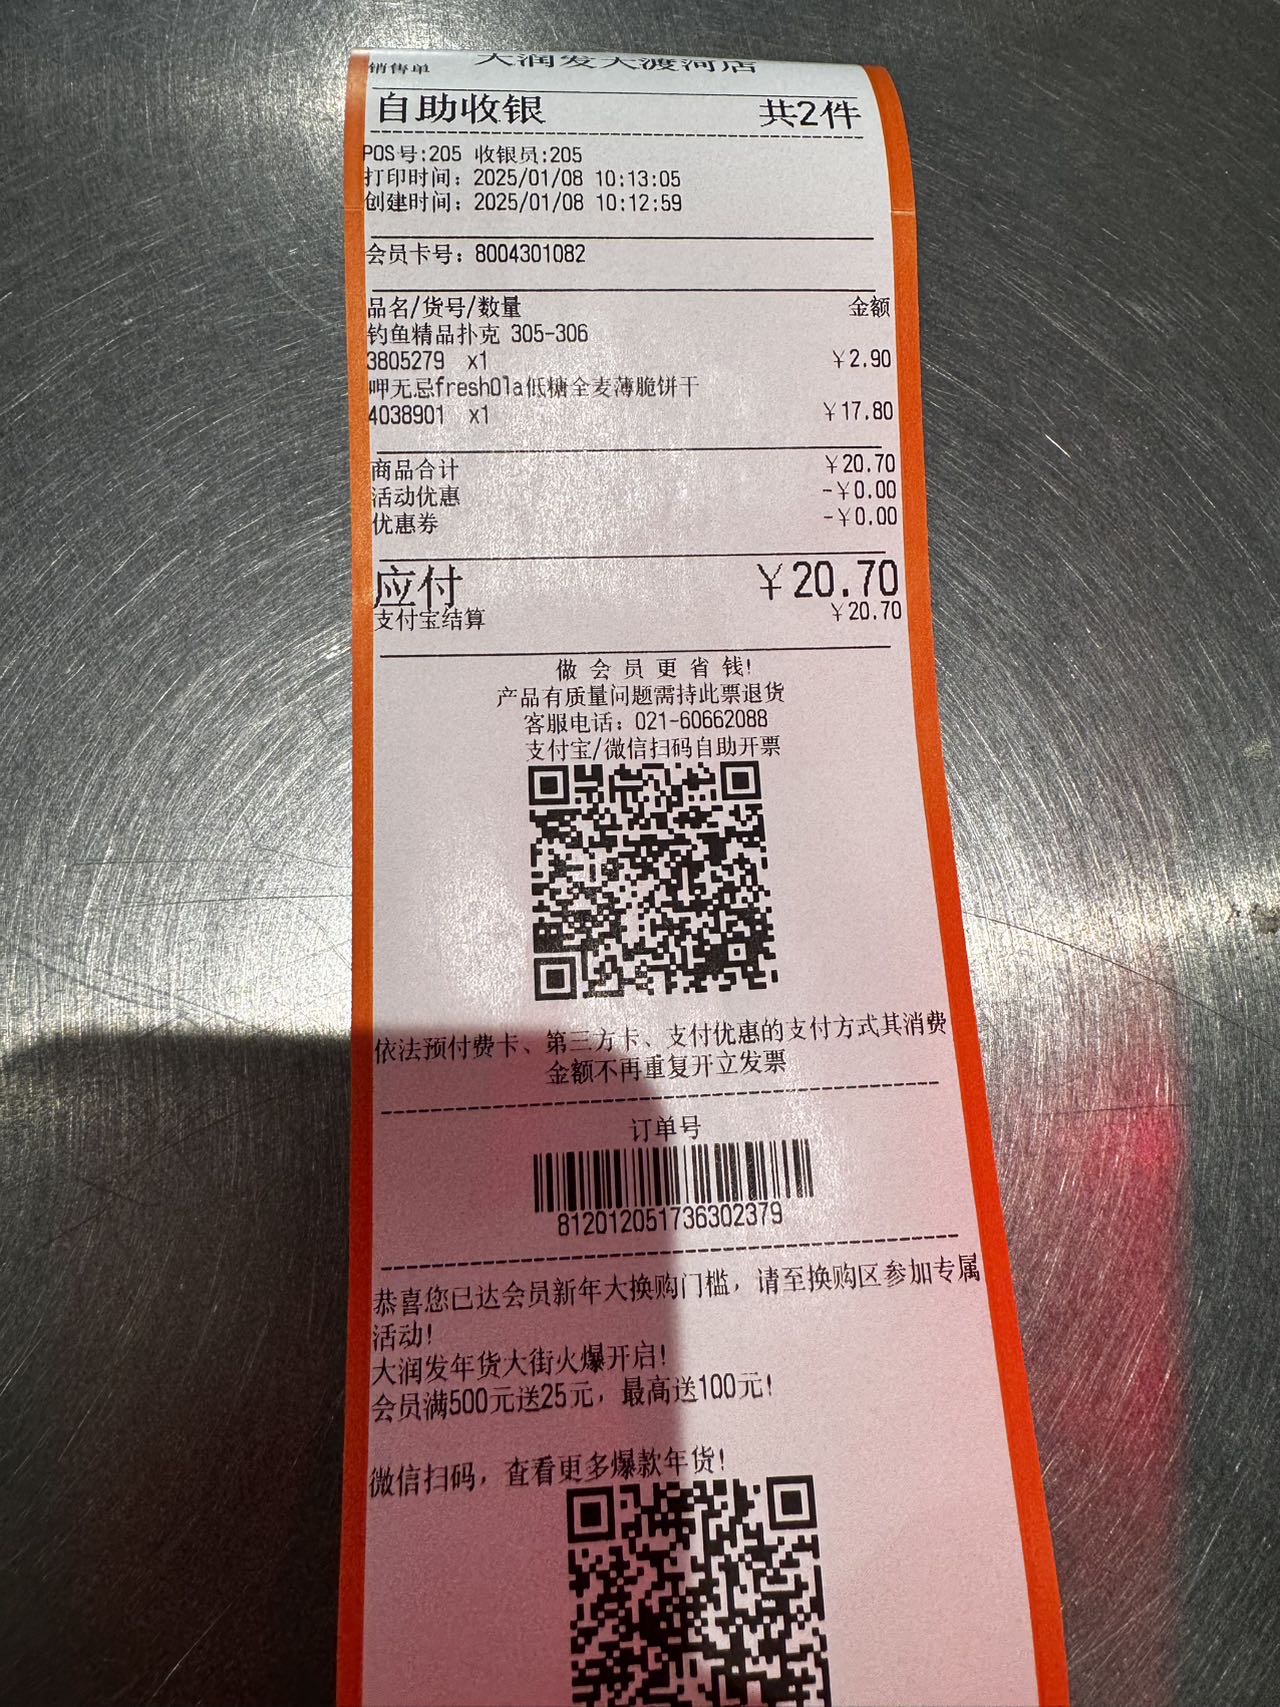 销售单 大润发大渡河店
自助收银 共2件
POS号:205 收银员:205
打印时间: 2025/01/08 10:13:05
创建时间: 2025/01/08 10:12:59
会员卡号: 8004301082
品名/货号/数量 金额
钓鱼精品扑克 305-306
3805279 x1 ￥2.90
呷无忌freshOla低糖全麦薄脆饼干
4038901 x1 ￥17.80
商品合计 ￥20.70
活动优惠 -￥0.00
优惠券 -￥0.00
应付 ￥20.70
支付宝结算 ￥20.70
做会员更省钱!
产品有质量问题需持此票退货
客服电话: 021-60662088
支付宝/微信扫码自助开票
依法预付费卡、第三方卡、支付优惠的支付方式其消费
金额不再重复开立发票
订单号
812012051736302379
恭喜您已达会员新年大换购门槛，请至换购区参加专属
活动!
大润发年货大街火爆开启!
会员满500元送25元，最高送100元!
微信扫码，查看更多爆款年货!